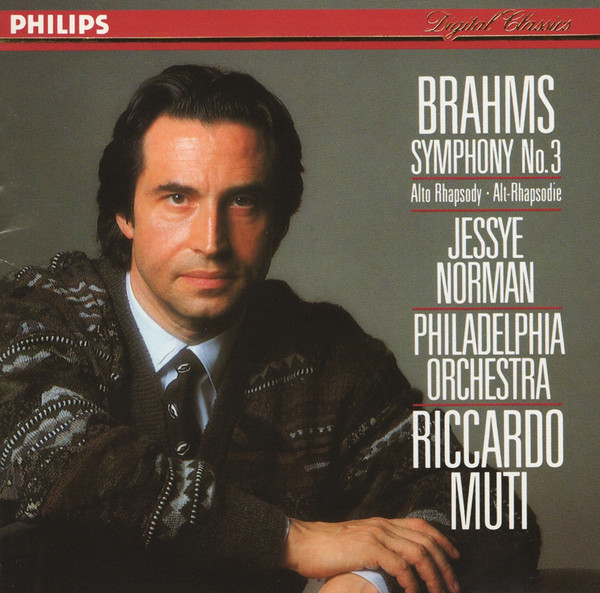 PHILIPS
Digital Classics
BRAHMS
SYMPHONY No. 3
Alto Rhapsody · Alt-Rhapsodie
JESSYE
NORMAN
PHILADELPHIA
ORCHESTRA
RICCARDO
MUTI